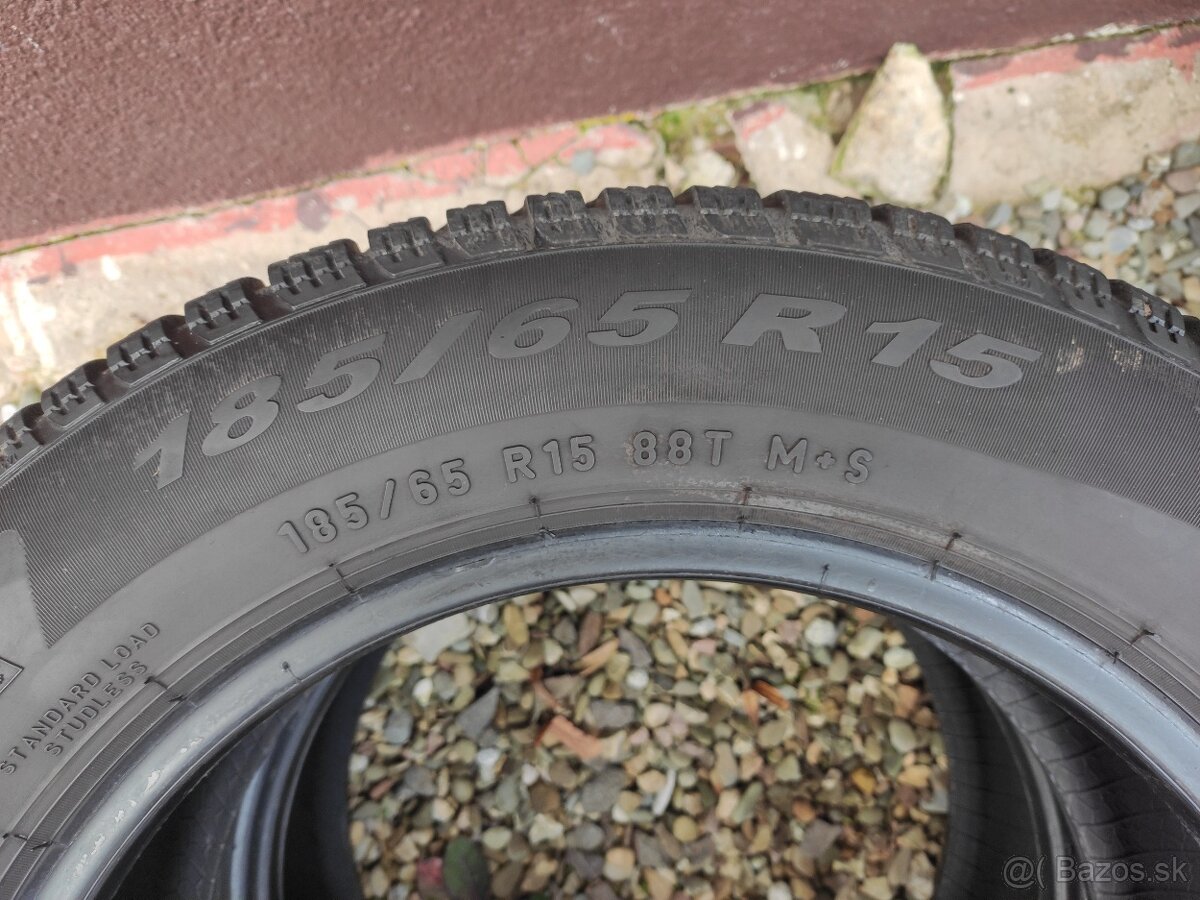 185/65 R15
185/65 R15 88T M+S
STANDARD LOAD
STUDLESS
@( Bazos.sk